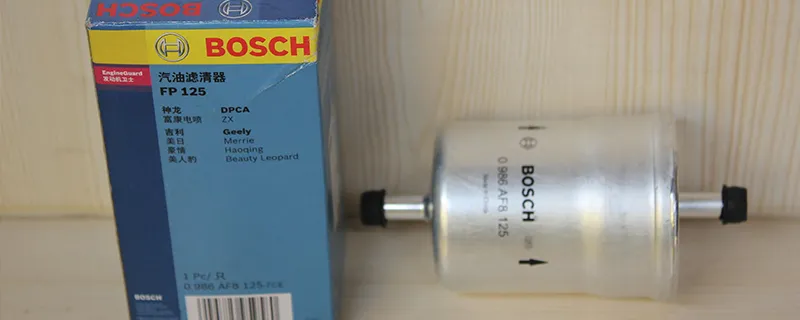 BOSCH
EngineGuard
发动机卫士
汽油滤清器
FP 125
神龙 DPCA
富康电喷 ZX
吉利 Geely
美日 Merrie
豪情 Haoqing
美人豹 Beauty Leopard
1 Pc/只
0 986 AF8 125
BOSCH
BOSCH
0 986 AF8 125